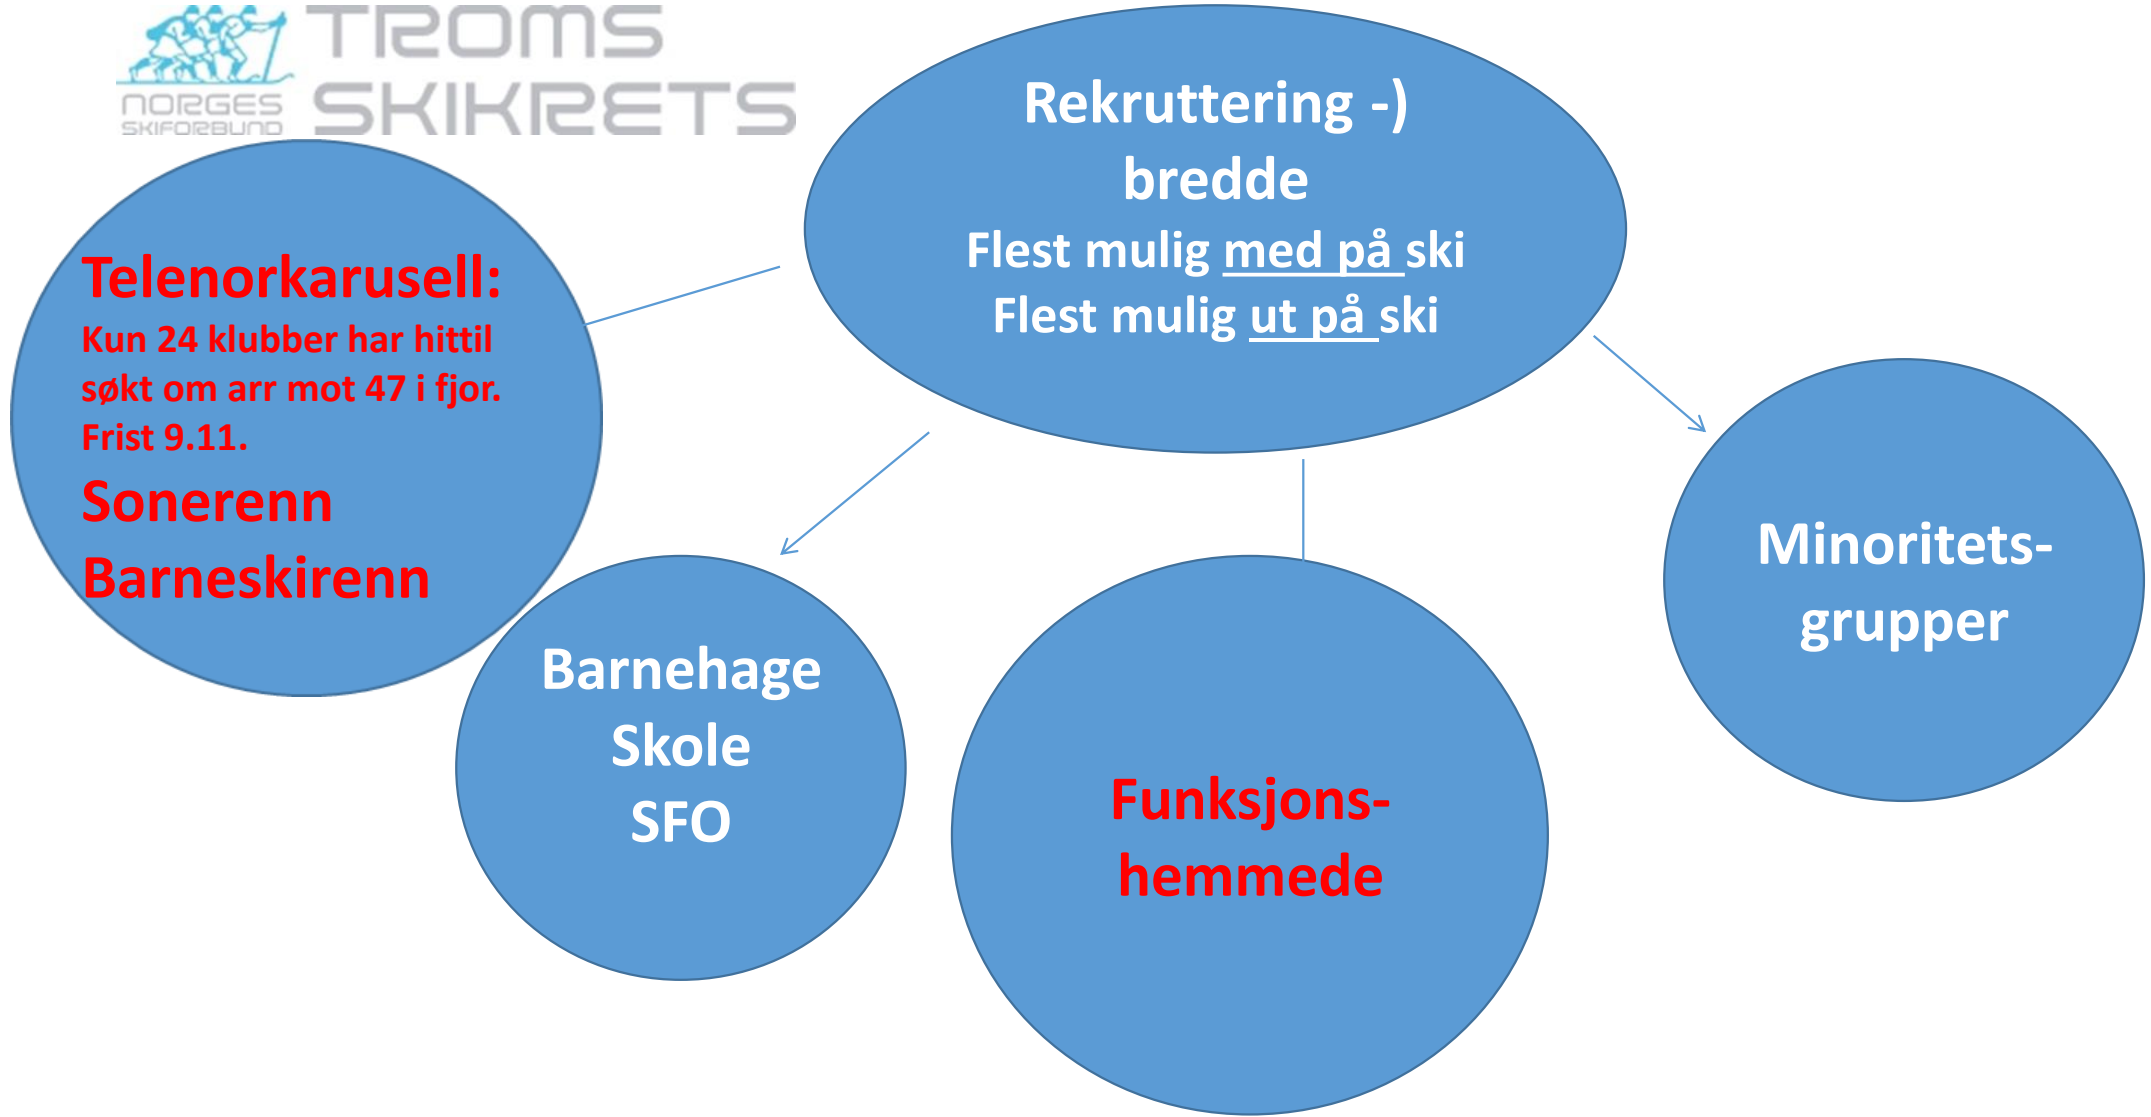 TROMS
SKIKRETS
NORGES
SKIFORBUND
Rekruttering -)
bredde
Flest mulig med på ski
Flest mulig ut på ski
Telenorkarusell:
Kun 24 klubber har hittil
søkt om arr mot 47 i fjor.
Frist 9.11.
Sonerenn
Barneskirenn
Barnehage
Skole
SFO
Funksjons-
hemmede
Minoritets-
grupper